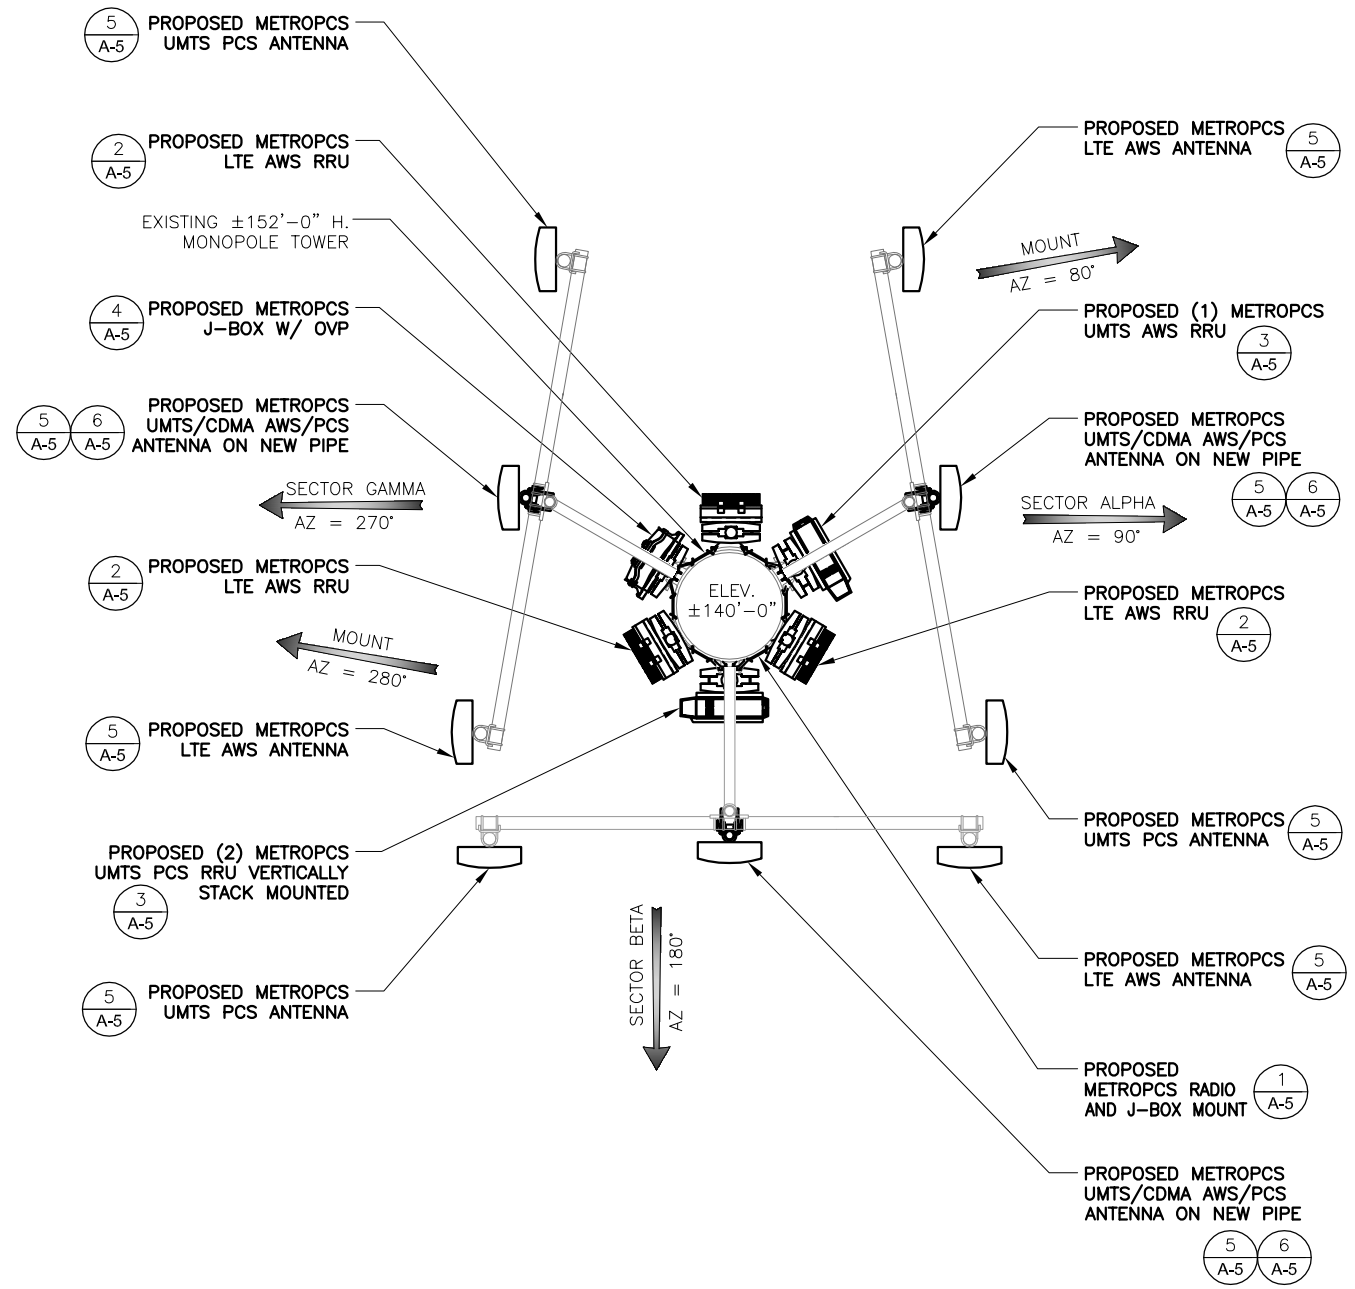 5
A-5
PROPOSED METROPCS
UMTS PCS ANTENNA
2
A-5
PROPOSED METROPCS
LTE AWS RRU
EXISTING ±152'-0" H.
MONOPOLE TOWER
4
A-5
PROPOSED METROPCS
J-BOX W/ OVP
5
A-5
6
A-5
PROPOSED METROPCS
UMTS/CDMA AWS/PCS
ANTENNA ON NEW PIPE
SECTOR GAMMA
AZ = 270°
2
A-5
PROPOSED METROPCS
LTE AWS RRU
MOUNT
AZ = 280°
5
A-5
PROPOSED METROPCS
LTE AWS ANTENNA
PROPOSED (2) METROPCS
UMTS PCS RRU VERTICALLY
STACK MOUNTED
3
A-5
5
A-5
PROPOSED METROPCS
UMTS PCS ANTENNA
ELEV.
±140'-0"
SECTOR BETA
AZ = 180°
PROPOSED METROPCS
LTE AWS ANTENNA
5
A-5
MOUNT
AZ = 80°
PROPOSED (1) METROPCS
UMTS AWS RRU
3
A-5
PROPOSED METROPCS
UMTS/CDMA AWS/PCS
ANTENNA ON NEW PIPE
5
A-5
6
A-5
SECTOR ALPHA
AZ = 90°
PROPOSED METROPCS
LTE AWS RRU
2
A-5
PROPOSED METROPCS
UMTS PCS ANTENNA
5
A-5
PROPOSED METROPCS
LTE AWS ANTENNA
5
A-5
PROPOSED
METROPCS RADIO
AND J-BOX MOUNT
1
A-5
PROPOSED METROPCS
UMTS/CDMA AWS/PCS
ANTENNA ON NEW PIPE
5
A-5
6
A-5